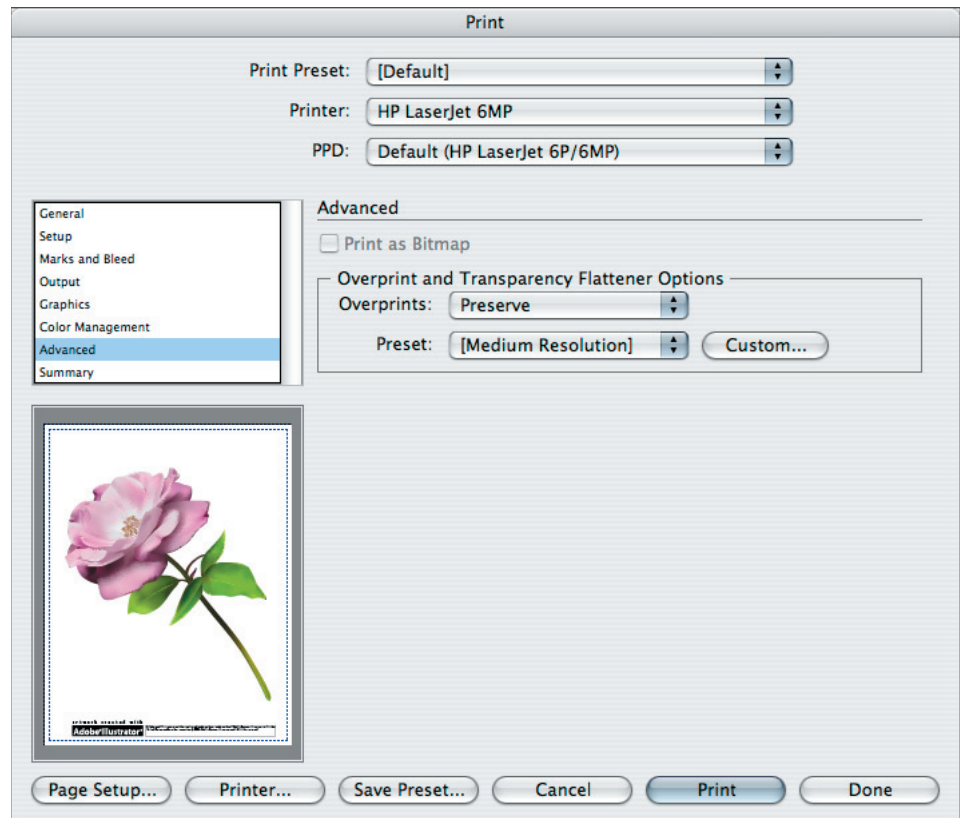 Print
Print Preset: [Default]
Printer: HP LaserJet 6MP
PPD: Default (HP LaserJet 6P/6MP)
General
Setup
Marks and Bleed
Output
Graphics
Color Management
Advanced
Summary
Advanced
Print as Bitmap
Overprint and Transparency Flattener Options
Overprints: Preserve
Preset: [Medium Resolution] Custom...
artwork created with
Adobe Illustrator
Page Setup... Printer... Save Preset... Cancel Print Done